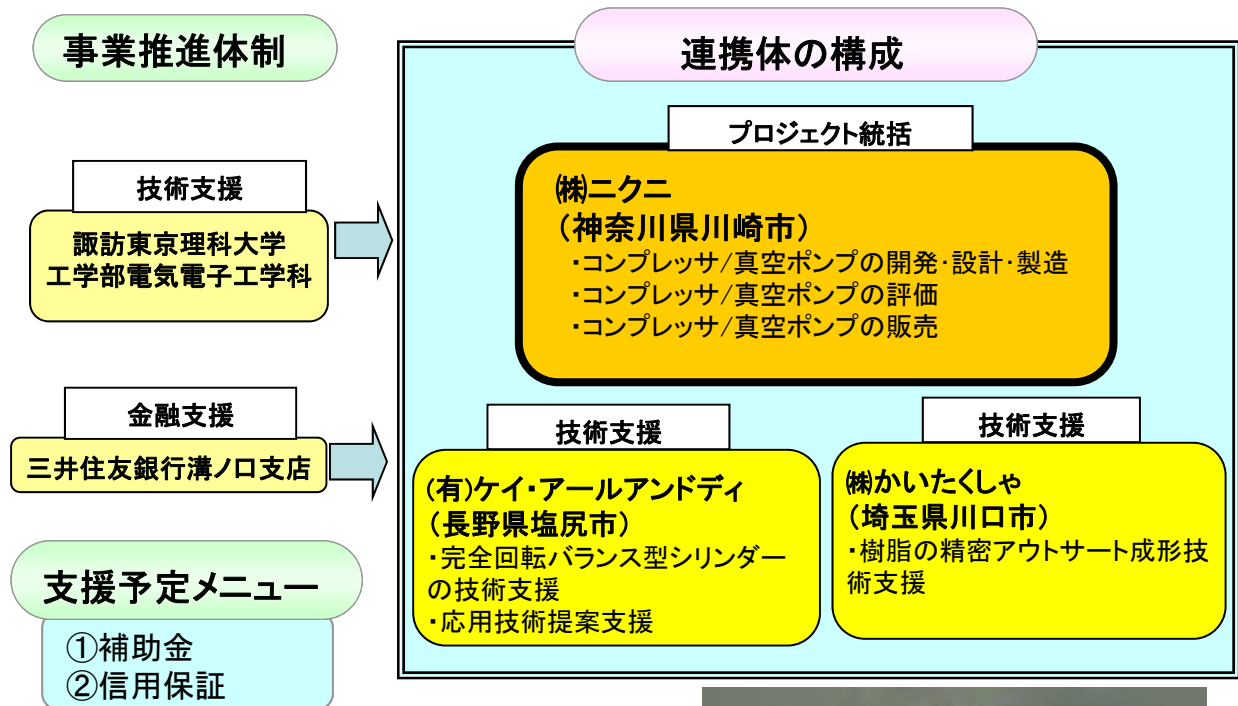 事業推進体制
技術支援
諏訪東京理科大学
工学部電気電子工学科
金融支援
三井住友銀行溝ノ口支店
支援予定メニュー
①補助金
②信用保証
連携体の構成
プロジェクト統括
㈱ニクニ
（神奈川県川崎市）
・コンプレッサ/真空ポンプの開発・設計・製造
・コンプレッサ/真空ポンプの評価
・コンプレッサ/真空ポンプの販売
技術支援
(有)ケイ・アールアンドディ
（長野県塩尻市）
・完全回転バランス型シリンダー
の技術支援
・応用技術提案支援
技術支援
㈱かいたくしゃ
（埼玉県川口市）
・樹脂の精密アウトサート成形技
術支援